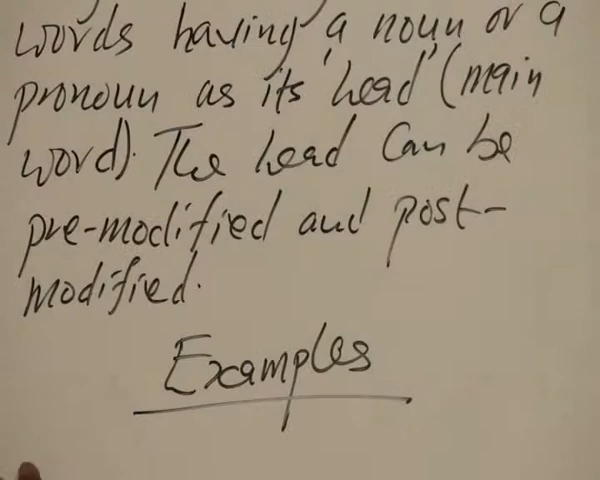 words having a noun or a
pronoun as its 'head' (main
word). The head can be
pre-modified and post-
modified.
Examples